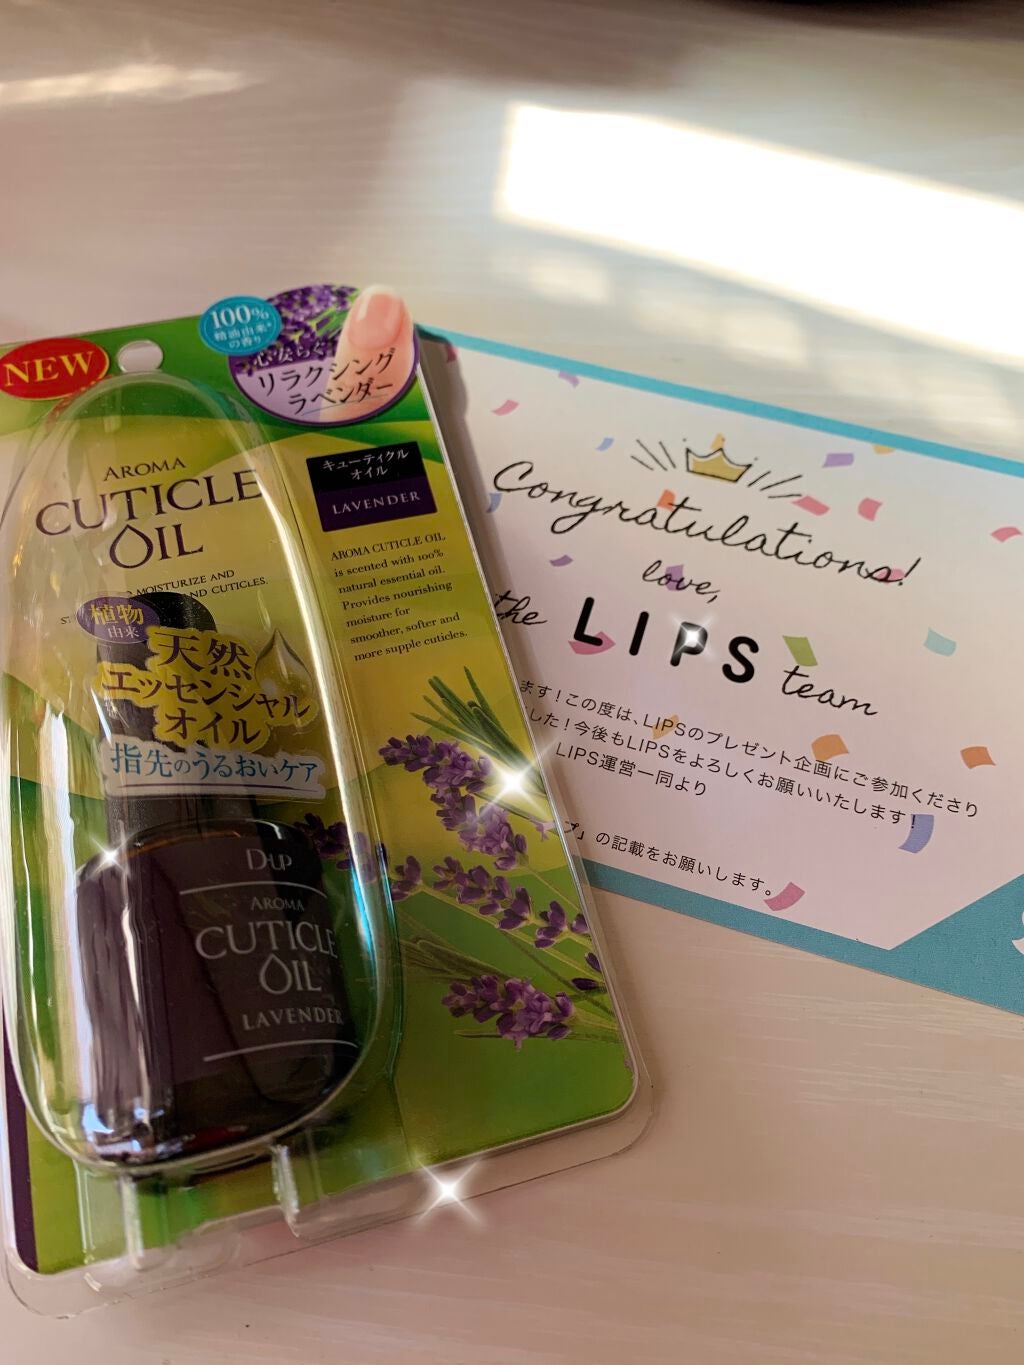 NEW
100%
精油由来*
の香り
心安らぐ
リラクシング
ラベンダー
AROMA
CUTICLE
OIL
MOISTURIZE AND
AND CUTICLES.
キューティクル
オイル
LAVENDER
AROMA CUTICLE OIL
is scented with 100%
natural essential oil.
Provides nourishing
moisture for
smoother, softer and
more supple cuticles.
植物
由来
天然
エッセンシャル
オイル
指先のうるおいケア
D-UP
AROMA
CUTICLE
OIL
LAVENDER
Congratulations!
love,
the LIPS team
ます！この度は、LIPSのプレゼント企画にご参加くださり
した！今後もLIPSをよろしくお願いいたします！
LIPS運営一同より
プ」の記載をお願いします。